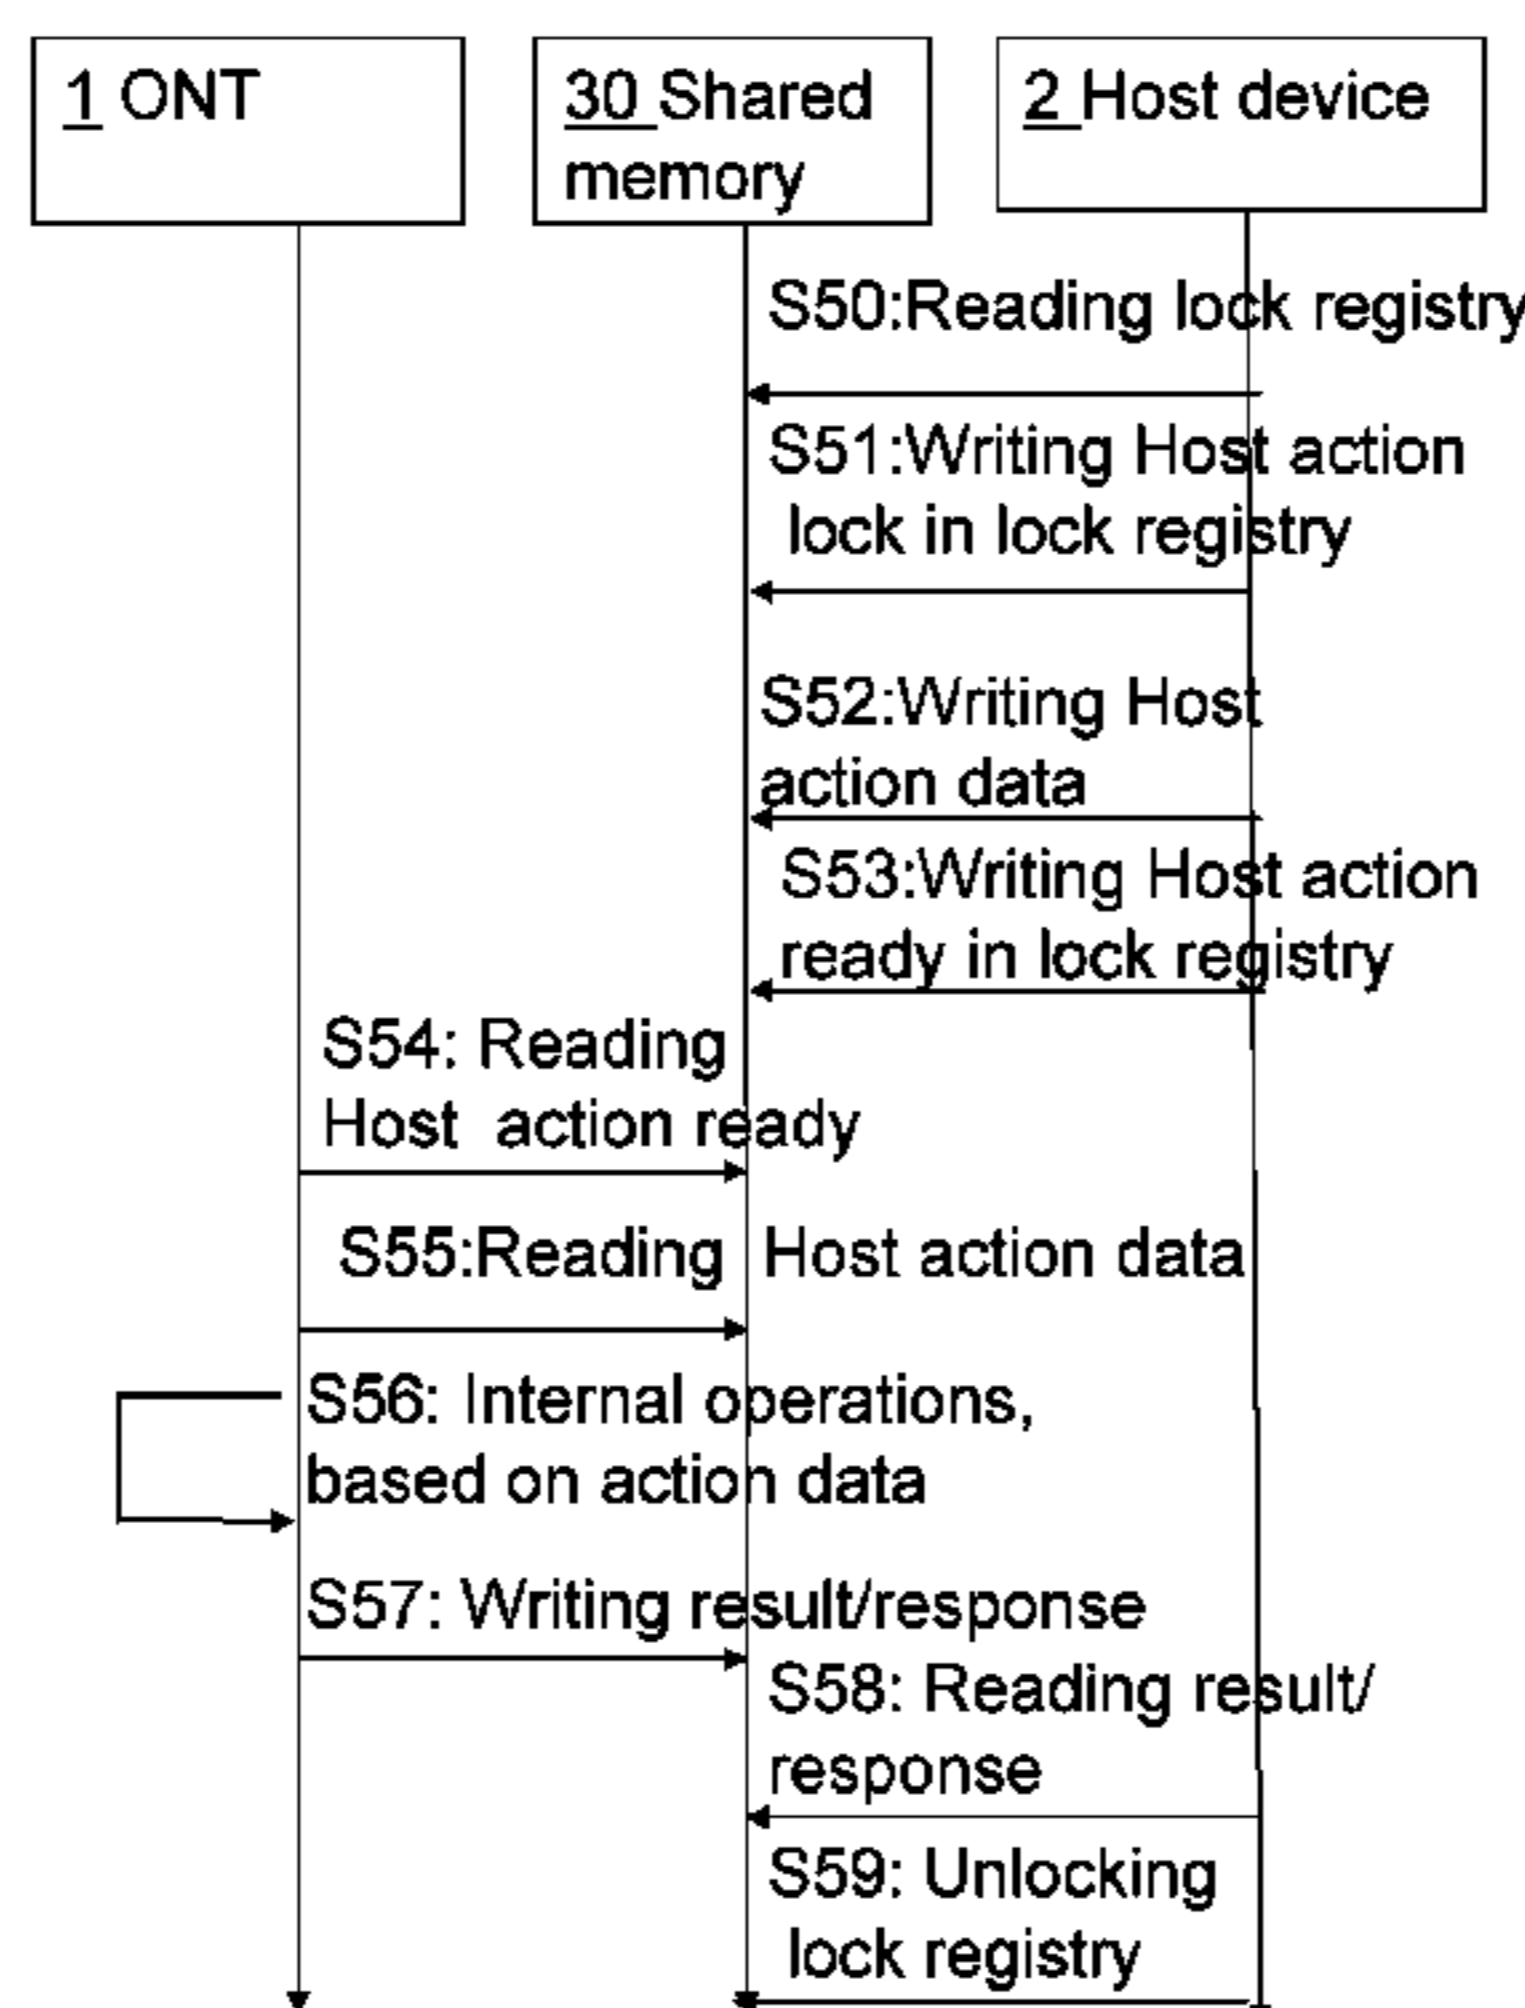 1 ONT
30 Shared
memory
2 Host device
S50:Reading lock registry
S51:Writing Host action
lock in lock registry
S52:Writing Host
action data
S53:Writing Host action
ready in lock registry
S54: Reading
Host action ready
S55:Reading Host action data
S56: Internal operations,
based on action data
S57: Writing result/response
S58: Reading result/
response
S59: Unlocking
lock registry